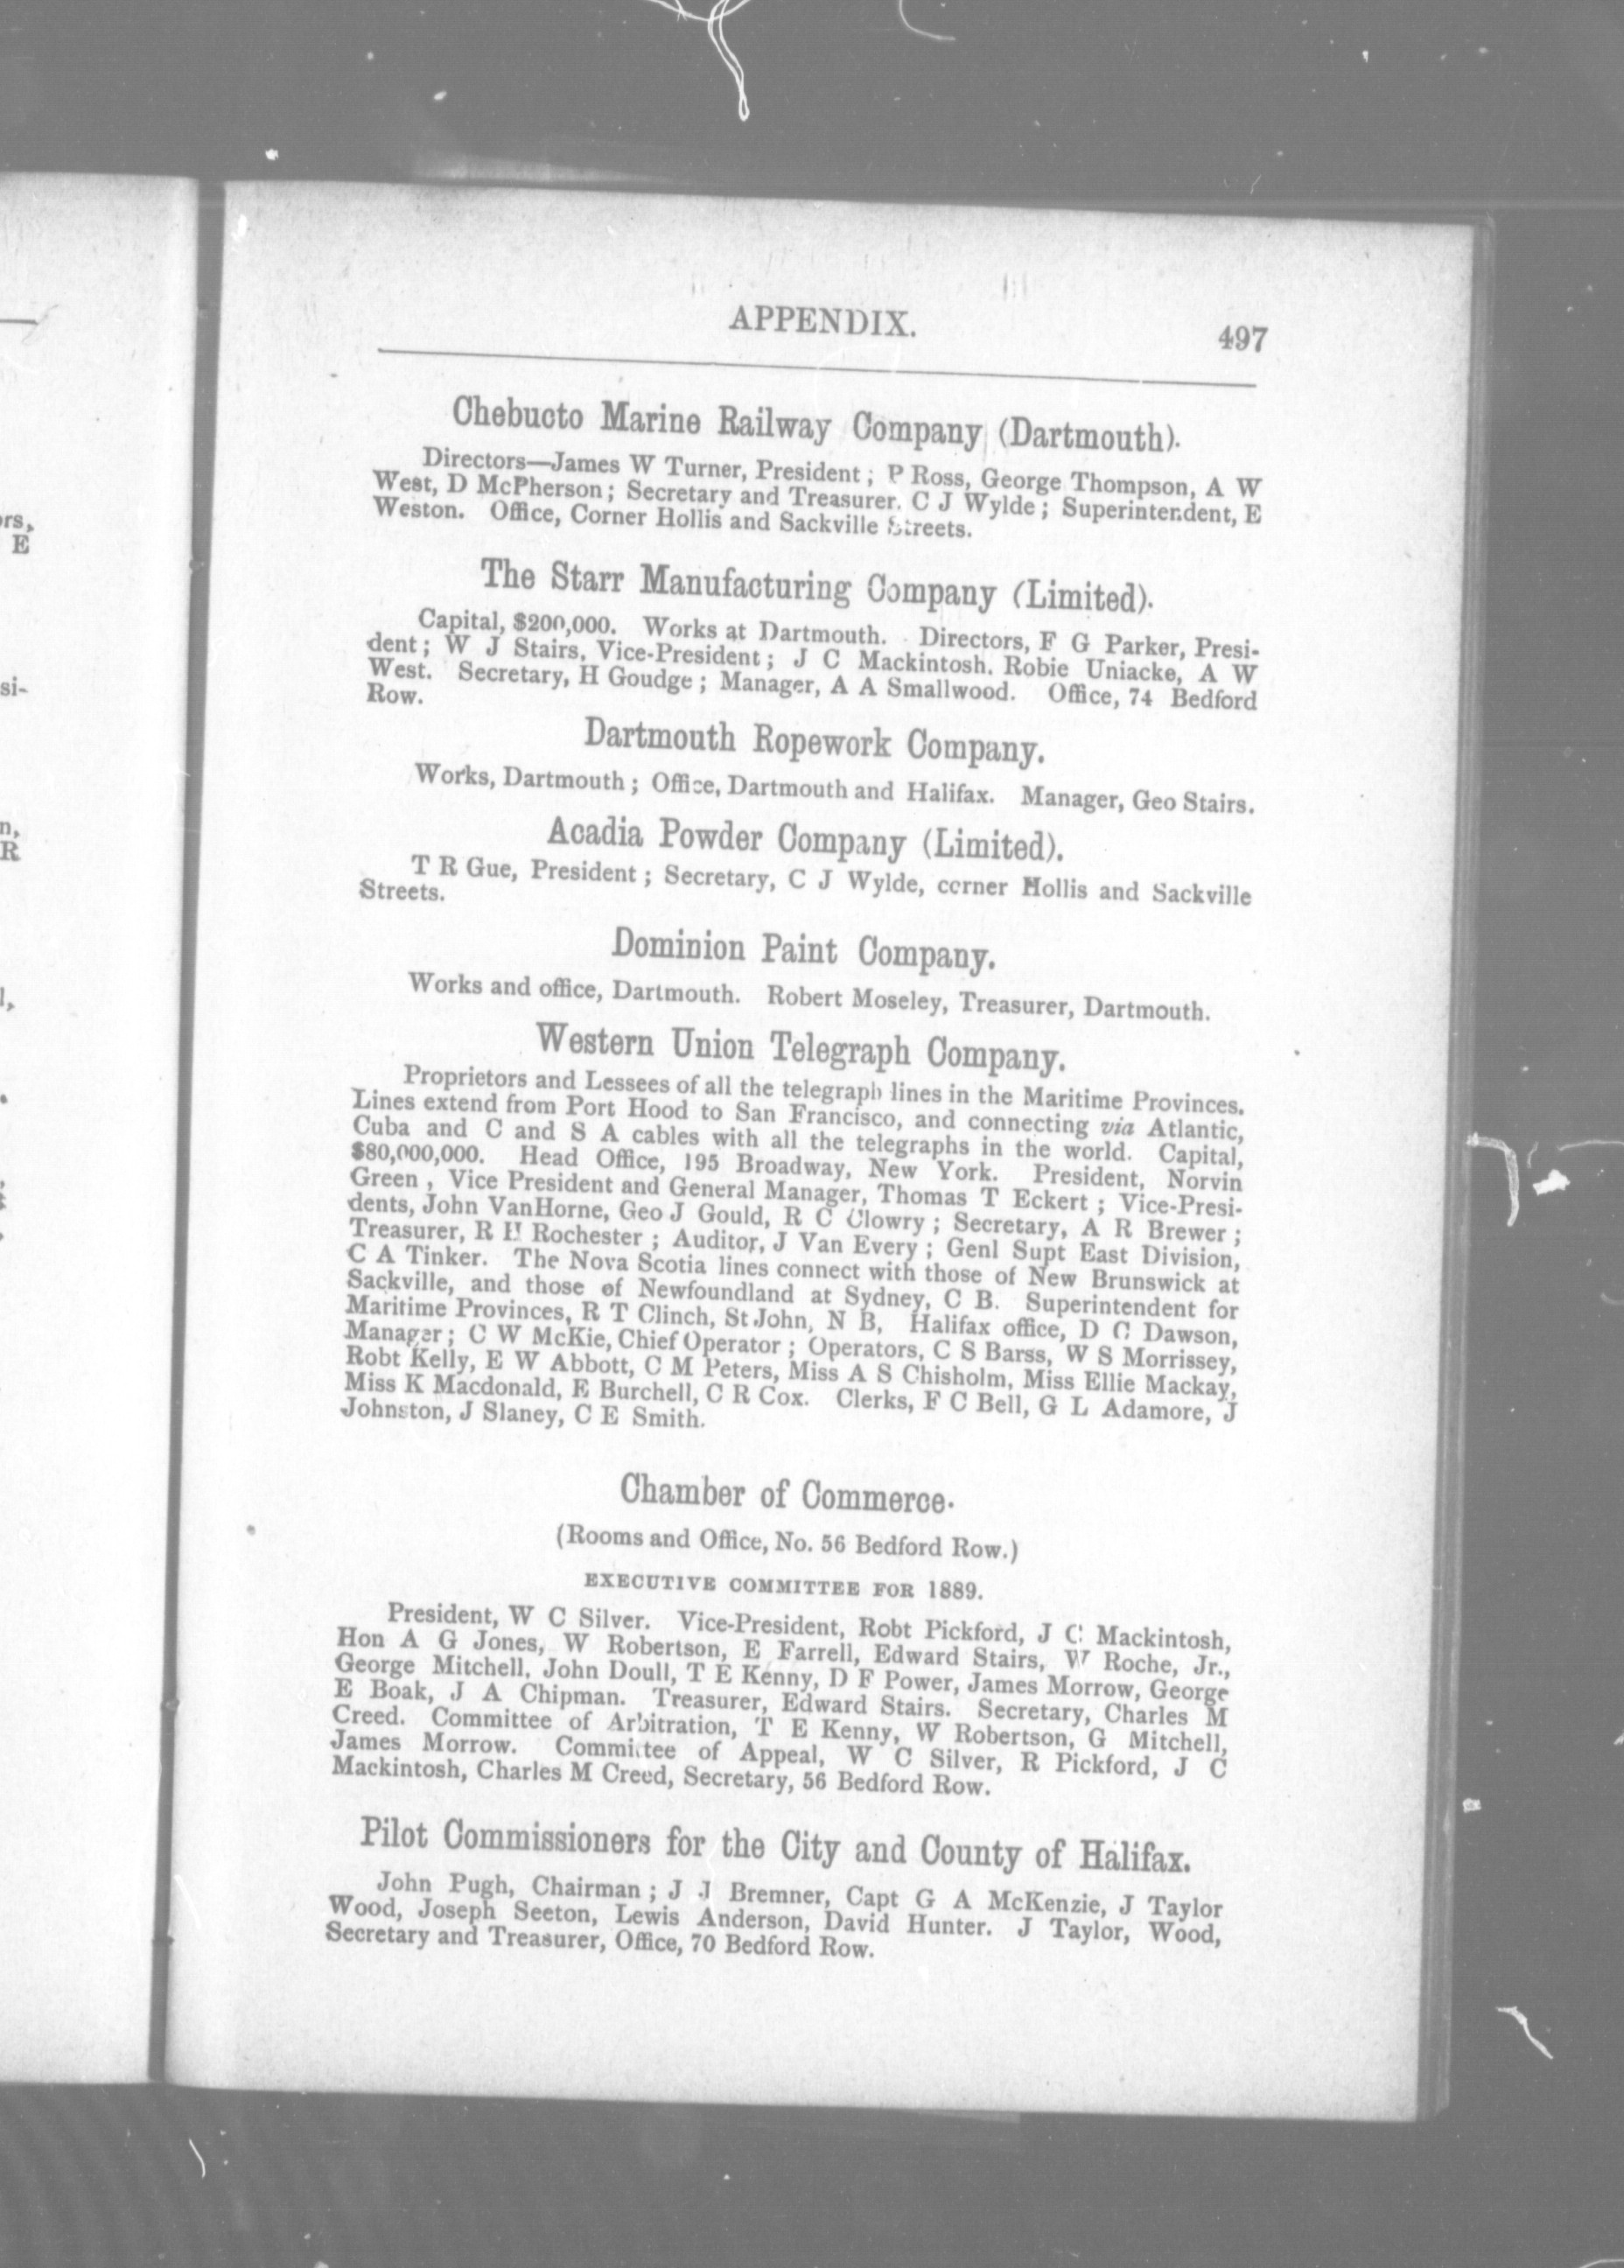 APPENDIX. 497
Chebucto Marine Railway Company (Dartmouth).
Directors—James W Turner, President; P Ross, George Thompson, A W
West, D McPherson; Secretary and Treasurer, C J Wylde; Superintendent, E
Weston. Office, Corner Hollis and Sackville Streets.
The Starr Manufacturing Company (Limited).
Capital, $200,000. Works at Dartmouth. Directors, F G Parker, Presi-
dent; W J Stairs, Vice-President; J C Mackintosh. Robie Uniacke, A W
West. Secretary, H Goudge; Manager, A A Smallwood. Office, 74 Bedford
Row.
Dartmouth Ropework Company.
Works, Dartmouth; Office, Dartmouth and Halifax. Manager, Geo Stairs.
Acadia Powder Company (Limited).
T R Gue, President; Secretary, C J Wylde, corner Hollis and Sackville
Streets.
Dominion Paint Company.
Works and office, Dartmouth. Robert Moseley, Treasurer, Dartmouth.
Western Union Telegraph Company.
Proprietors and Lessees of all the telegraph lines in the Maritime Provinces.
Lines extend from Port Hood to San Francisco, and connecting via Atlantic,
Cuba and C and S A cables with all the telegraphs in the world. Capital,
$80,000,000. Head Office, 195 Broadway, New York. President, Norvin
Green, Vice President and General Manager, Thomas T Eckert; Vice-Presi-
dents, John VanHorne, Geo J Gould, R C Clowry; Secretary, A R Brewer;
Treasurer, R H Rochester; Auditor, J Van Every; Genl Supt East Division,
C A Tinker. The Nova Scotia lines connect with those of New Brunswick at
Sackville, and those of Newfoundland at Sydney, C B. Superintendent for
Maritime Provinces, R T Clinch, St John, N B, Halifax office, D C Dawson,
Manager; C W McKie, Chief Operator; Operators, C S Barss, W S Morrissey,
Robt Kelly, E W Abbott, C M Peters, Miss A S Chisholm, Miss Ellie Mackay,
Miss K Macdonald, E Burchell, C R Cox. Clerks, F C Bell, G L Adamore, J
Johnston, J Slaney, C E Smith.
Chamber of Commerce.
(Rooms and Office, No. 56 Bedford Row.)
EXECUTIVE COMMITTEE FOR 1889.
President, W C Silver. Vice-President, Robt Pickford, J C Mackintosh,
Hon A G Jones, W Robertson, E Farrell, Edward Stairs, W Roche, Jr.,
George Mitchell, John Doull, T E Kenny, D F Power, James Morrow, George
E Boak, J A Chipman. Treasurer, Edward Stairs. Secretary, Charles M
Creed. Committee of Arbitration, T E Kenny, W Robertson, G Mitchell,
James Morrow. Committee of Appeal, W C Silver, R Pickford, J C
Mackintosh, Charles M Creed, Secretary, 56 Bedford Row.
Pilot Commissioners for the City and County of Halifax.
John Pugh, Chairman; J J Bremner, Capt G A McKenzie, J Taylor
Wood, Joseph Seeton, Lewis Anderson, David Hunter. J Taylor, Wood,
Secretary and Treasurer, Office, 70 Bedford Row.